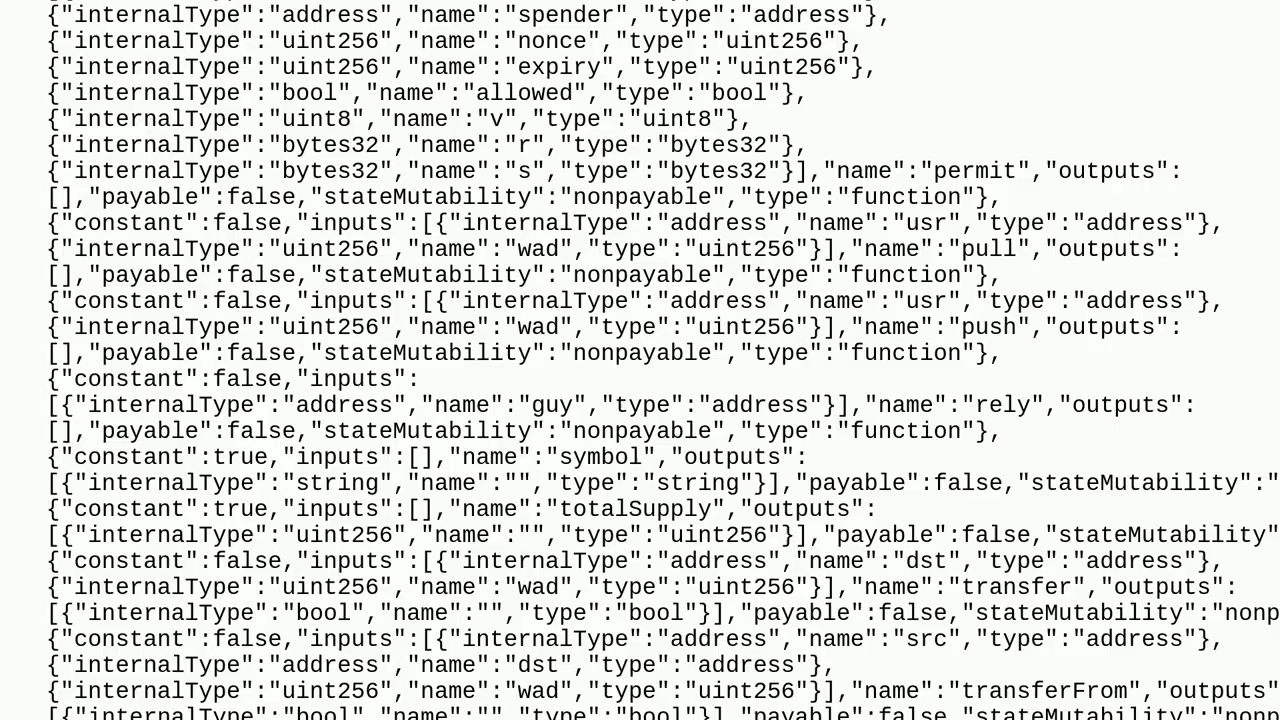 {"internalType":"address","name":"spender","type":"address"},
{"internalType":"uint256","name":"nonce","type":"uint256"},
{"internalType":"uint256","name":"expiry","type":"uint256"},
{"internalType":"bool","name":"allowed","type":"bool"},
{"internalType":"uint8","name":"v","type":"uint8"},
{"internalType":"bytes32","name":"r","type":"bytes32"},
{"internalType":"bytes32","name":"s","type":"bytes32"}],"name":"permit","outputs":
[],"payable":false,"stateMutability":"nonpayable","type":"function"},
{"constant":false,"inputs":[{"internalType":"address","name":"usr","type":"address"},
{"internalType":"uint256","name":"wad","type":"uint256"}],"name":"pull","outputs":
[],"payable":false,"stateMutability":"nonpayable","type":"function"},
{"constant":false,"inputs":[{"internalType":"address","name":"usr","type":"address"},
{"internalType":"uint256","name":"wad","type":"uint256"}],"name":"push","outputs":
[],"payable":false,"stateMutability":"nonpayable","type":"function"},
{"constant":false,"inputs":
[{"internalType":"address","name":"guy","type":"address"}],"name":"rely","outputs":
[],"payable":false,"stateMutability":"nonpayable","type":"function"},
{"constant":true,"inputs":[],"name":"symbol","outputs":
[{"internalType":"string","name":"","type":"string"}],"payable":false,"stateMutability":"
{"constant":true,"inputs":[],"name":"totalSupply","outputs":
[{"internalType":"uint256","name":"","type":"uint256"}],"payable":false,"stateMutability"
{"constant":false,"inputs":[{"internalType":"address","name":"dst","type":"address"},
{"internalType":"uint256","name":"wad","type":"uint256"}],"name":"transfer","outputs":
[{"internalType":"bool","name":"","type":"bool"}],"payable":false,"stateMutability":"nonp
{"constant":false,"inputs":[{"internalType":"address","name":"src","type":"address"},
{"internalType":"address","name":"dst","type":"address"},
{"internalType":"uint256","name":"wad","type":"uint256"}],"name":"transferFrom","outputs"
[{"internalType":"bool","name":"","type":"bool"}],"payable":false,"stateMutability":"nonp